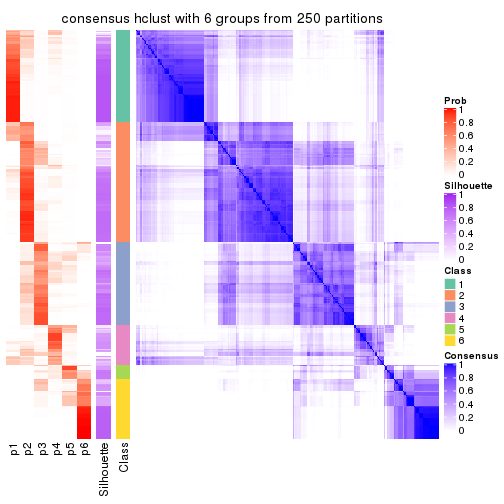 consensus hclust with 6 groups from 250 partitions
Prob
1
0.8
0.6
0.4
0.2
0
Silhouette
1
0.8
0.6
0.4
0.2
0
Class
1
2
3
4
5
6
Consensus
1
0.8
0.6
0.4
0.2
0
p1
p2
p3
p4
p5
p6
Silhouette
Class